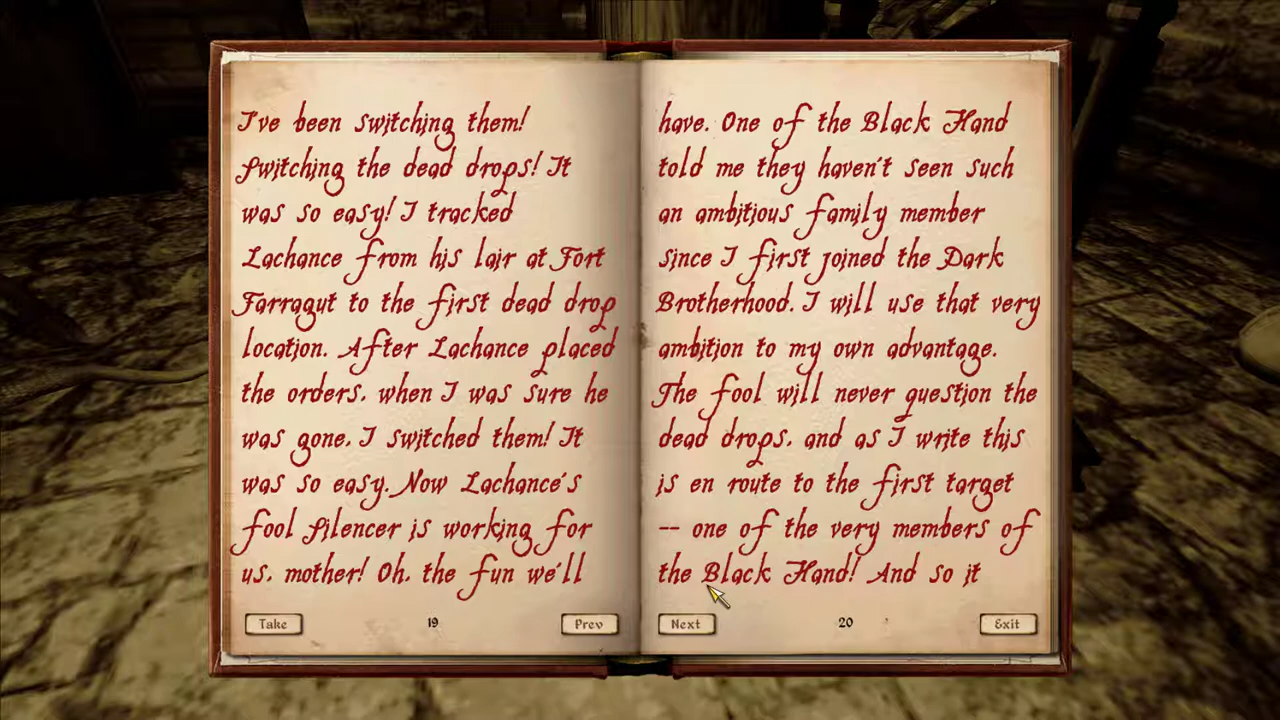 I've been switching them!
Switching the dead drops! It
was so easy! I tracked
Lachance from his lair at Fort
Farragut to the first dead drop
location. After Lachance placed
the orders, when I was sure he
was gone, I switched them! It
was so easy. Now Lachance's
fool Silencer is working for
us, mother! Oh, the fun we'll
Take
19
Prev
have. One of the Black Hand
told me they haven't seen such
an ambitious family member
since I first joined the Dark
Brotherhood. I will use that very
ambition to my own advantage.
The fool will never question the
dead drops, and as I write this
is en route to the first target
-- one of the very members of
the Black Hand! And so it
Next
20
Exit